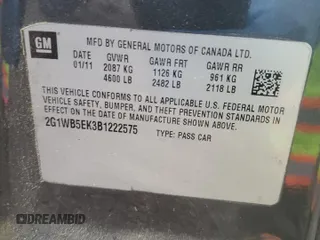 GM
MFD BY GENERAL MOTORS OF CANADA LTD.
DATE GVWR GAWR FRT GAWR RR
01/11 2087 KG 1126 KG 961 KG
4600 LB 2482 LB 2118 LB
THIS VEHICLE CONFORMS TO ALL APPLICABLE U.S. FEDERAL MOTOR
VEHICLE SAFETY, BUMPER, AND THEFT PREVENTION STANDARDS IN
EFFECT ON THE DATE OF MANUFACTURE SHOWN ABOVE.
2G1WB5EK3B1222575 TYPE: PASS CAR
DREAMBID